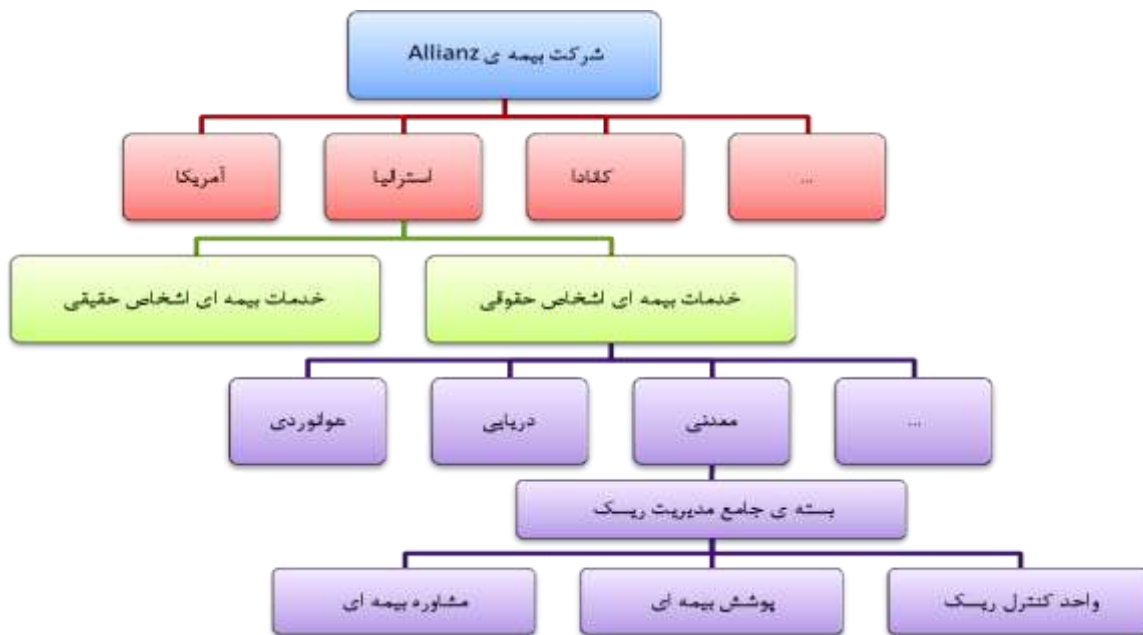 شرکت بیمه ی Allianz
...
کانادا
استرالیا
آمریکا
خدمات بیمه ای اشخاص حقوقی
خدمات بیمه ای اشخاص حقیقی
...
معدنی
دریایی
هوانوردی
بسته ی جامع مدیریت ریسک
واحد کنترل ریسک
پوشش بیمه ای
مشاوره بیمه ای